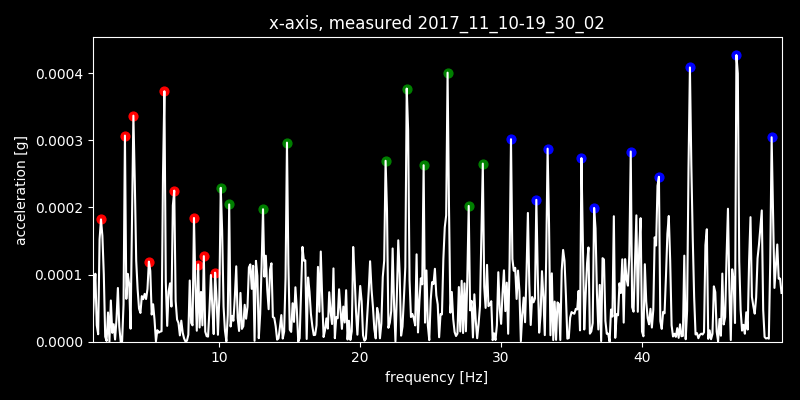 x-axis, measured 2017_11_10-19_30_02
acceleration [g]
0.0004
0.0003
0.0002
0.0001
0.0000
10 20 30 40
frequency [Hz]